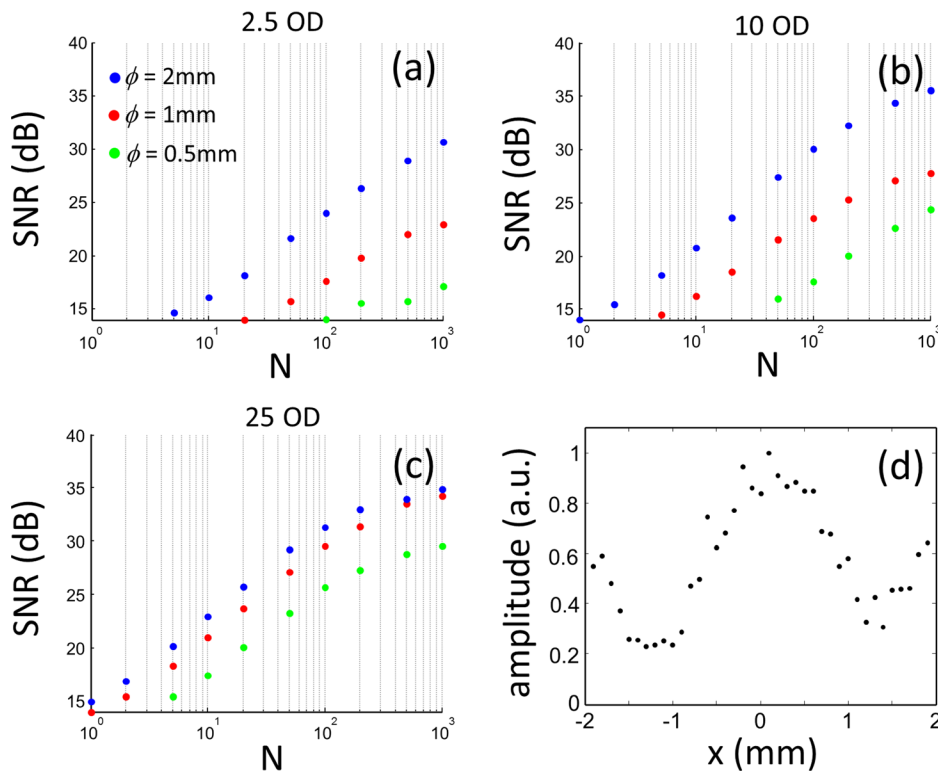 2.5 OD
40
35
30
25
20
15
SNR (dB)
(a)
ϕ = 2mm
ϕ = 1mm
ϕ = 0.5mm
10⁰ 10¹ 10² 10³
N
10 OD
40
35
30
25
20
15
SNR (dB)
(b)
10⁰ 10¹ 10² 10³
N
25 OD
40
35
30
25
20
15
SNR (dB)
(c)
10⁰ 10¹ 10² 10³
N
1
0.8
0.6
0.4
0.2
0
amplitude (a.u.)
(d)
-2 -1 0 1 2
x (mm)